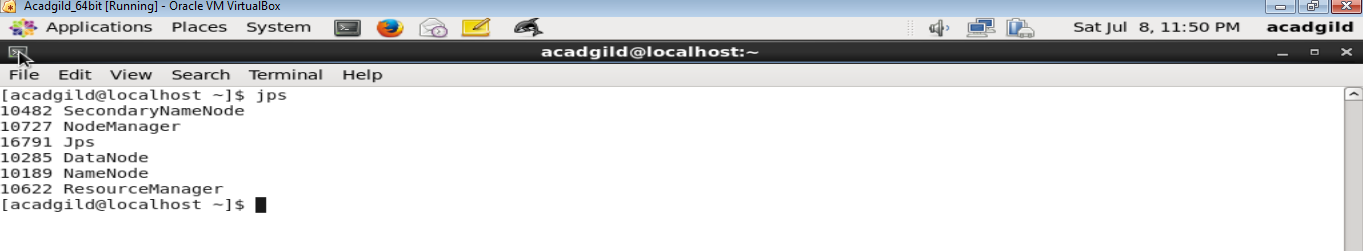 Acadgild_64bit [Running] - Oracle VM VirtualBox
Applications Places System Sat Jul 8, 11:50 PM acadgild
acadgild@localhost:~
File Edit View Search Terminal Help
[acadgild@localhost ~]$ jps
10482 SecondaryNameNode
10727 NodeManager
16791 Jps
10285 DataNode
10189 NameNode
10622 ResourceManager
[acadgild@localhost ~]$